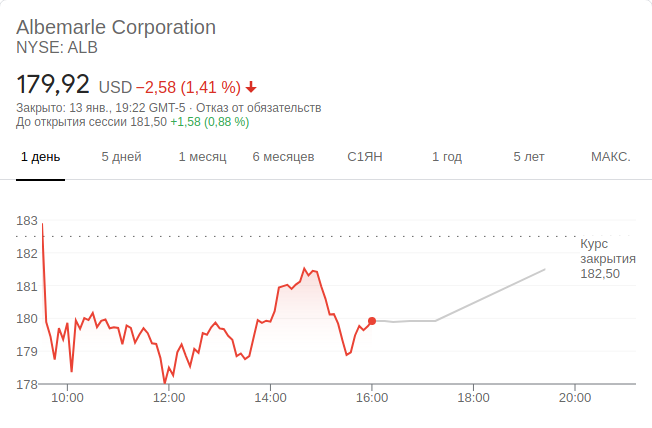 Albemarle Corporation
NYSE: ALB
179,92 USD −2,58 (1,41 %)
Закрыто: 13 янв., 19:22 GMT-5 · Отказ от обязательств
До открытия сессии 181,50 +1,58 (0,88 %)
1 день 5 дней 1 месяц 6 месяцев С1ЯН 1 год 5 лет МАКС.
183
182
181
180
179
178
Курс
закрытия
182,50
10:00 12:00 14:00 16:00 18:00 20:00